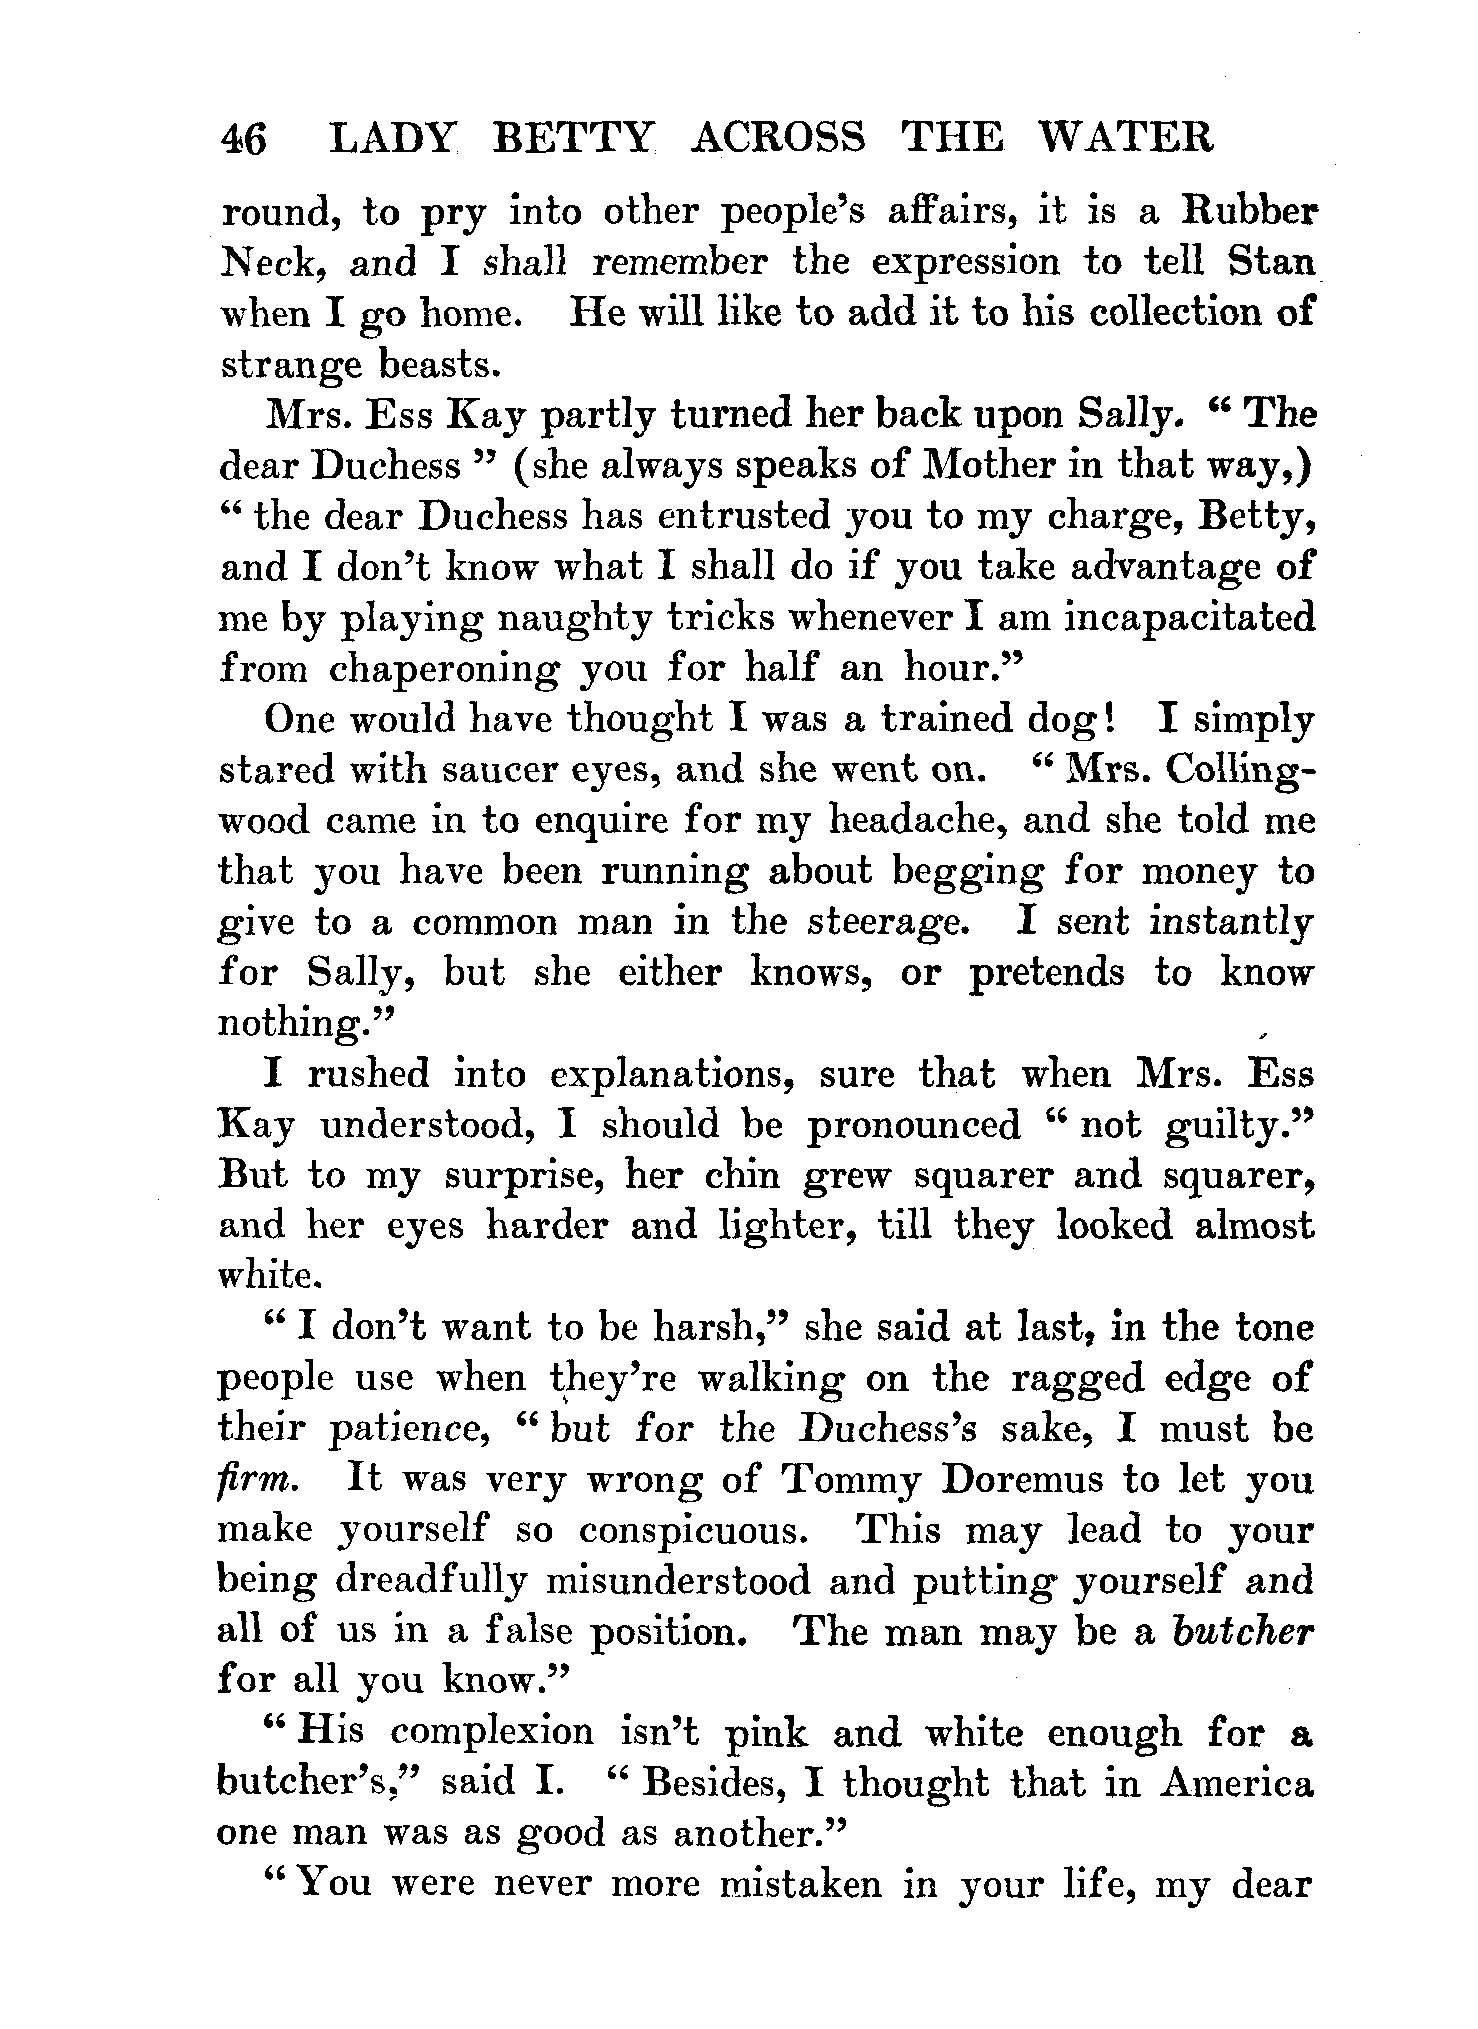 46 LADY BETTY ACROSS THE WATER
round, to pry into other people's affairs, it is a Rubber
Neck, and I shall remember the expression to tell Stan
when I go home. He will like to add it to his collection of
strange beasts.
Mrs. Ess Kay partly turned her back upon Sally. “ The
dear Duchess ” (she always speaks of Mother in that way,)
“ the dear Duchess has entrusted you to my charge, Betty,
and I don't know what I shall do if you take advantage of
me by playing naughty tricks whenever I am incapacitated
from chaperoning you for half an hour.”
One would have thought I was a trained dog! I simply
stared with saucer eyes, and she went on. “ Mrs. Colling-
wood came in to enquire for my headache, and she told me
that you have been running about begging for money to
give to a common man in the steerage. I sent instantly
for Sally, but she either knows, or pretends to know
nothing.”
I rushed into explanations, sure that when Mrs. Ess
Kay understood, I should be pronounced “ not guilty.”
But to my surprise, her chin grew squarer and squarer,
and her eyes harder and lighter, till they looked almost
white.
“ I don't want to be harsh,” she said at last, in the tone
people use when they're walking on the ragged edge of
their patience, “ but for the Duchess's sake, I must be
firm. It was very wrong of Tommy Doremus to let you
make yourself so conspicuous. This may lead to your
being dreadfully misunderstood and putting yourself and
all of us in a false position. The man may be a butcher
for all you know.”
“ His complexion isn't pink and white enough for a
butcher's,” said I. “ Besides, I thought that in America
one man was as good as another.”
“ You were never more mistaken in your life, my dear